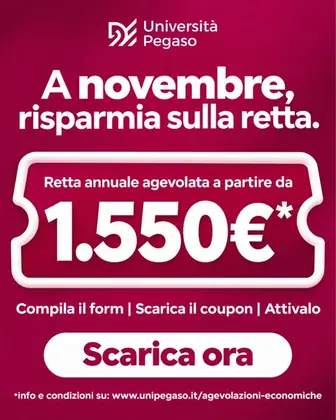 Università
Pegaso
A novembre,
risparmia sulla retta.
Retta annuale agevolata a partire da
1.550€*
Compila il form | Scarica il coupon | Attivalo
Scarica ora
*info e condizioni su: www.unipegaso.it/agevolazioni-economiche